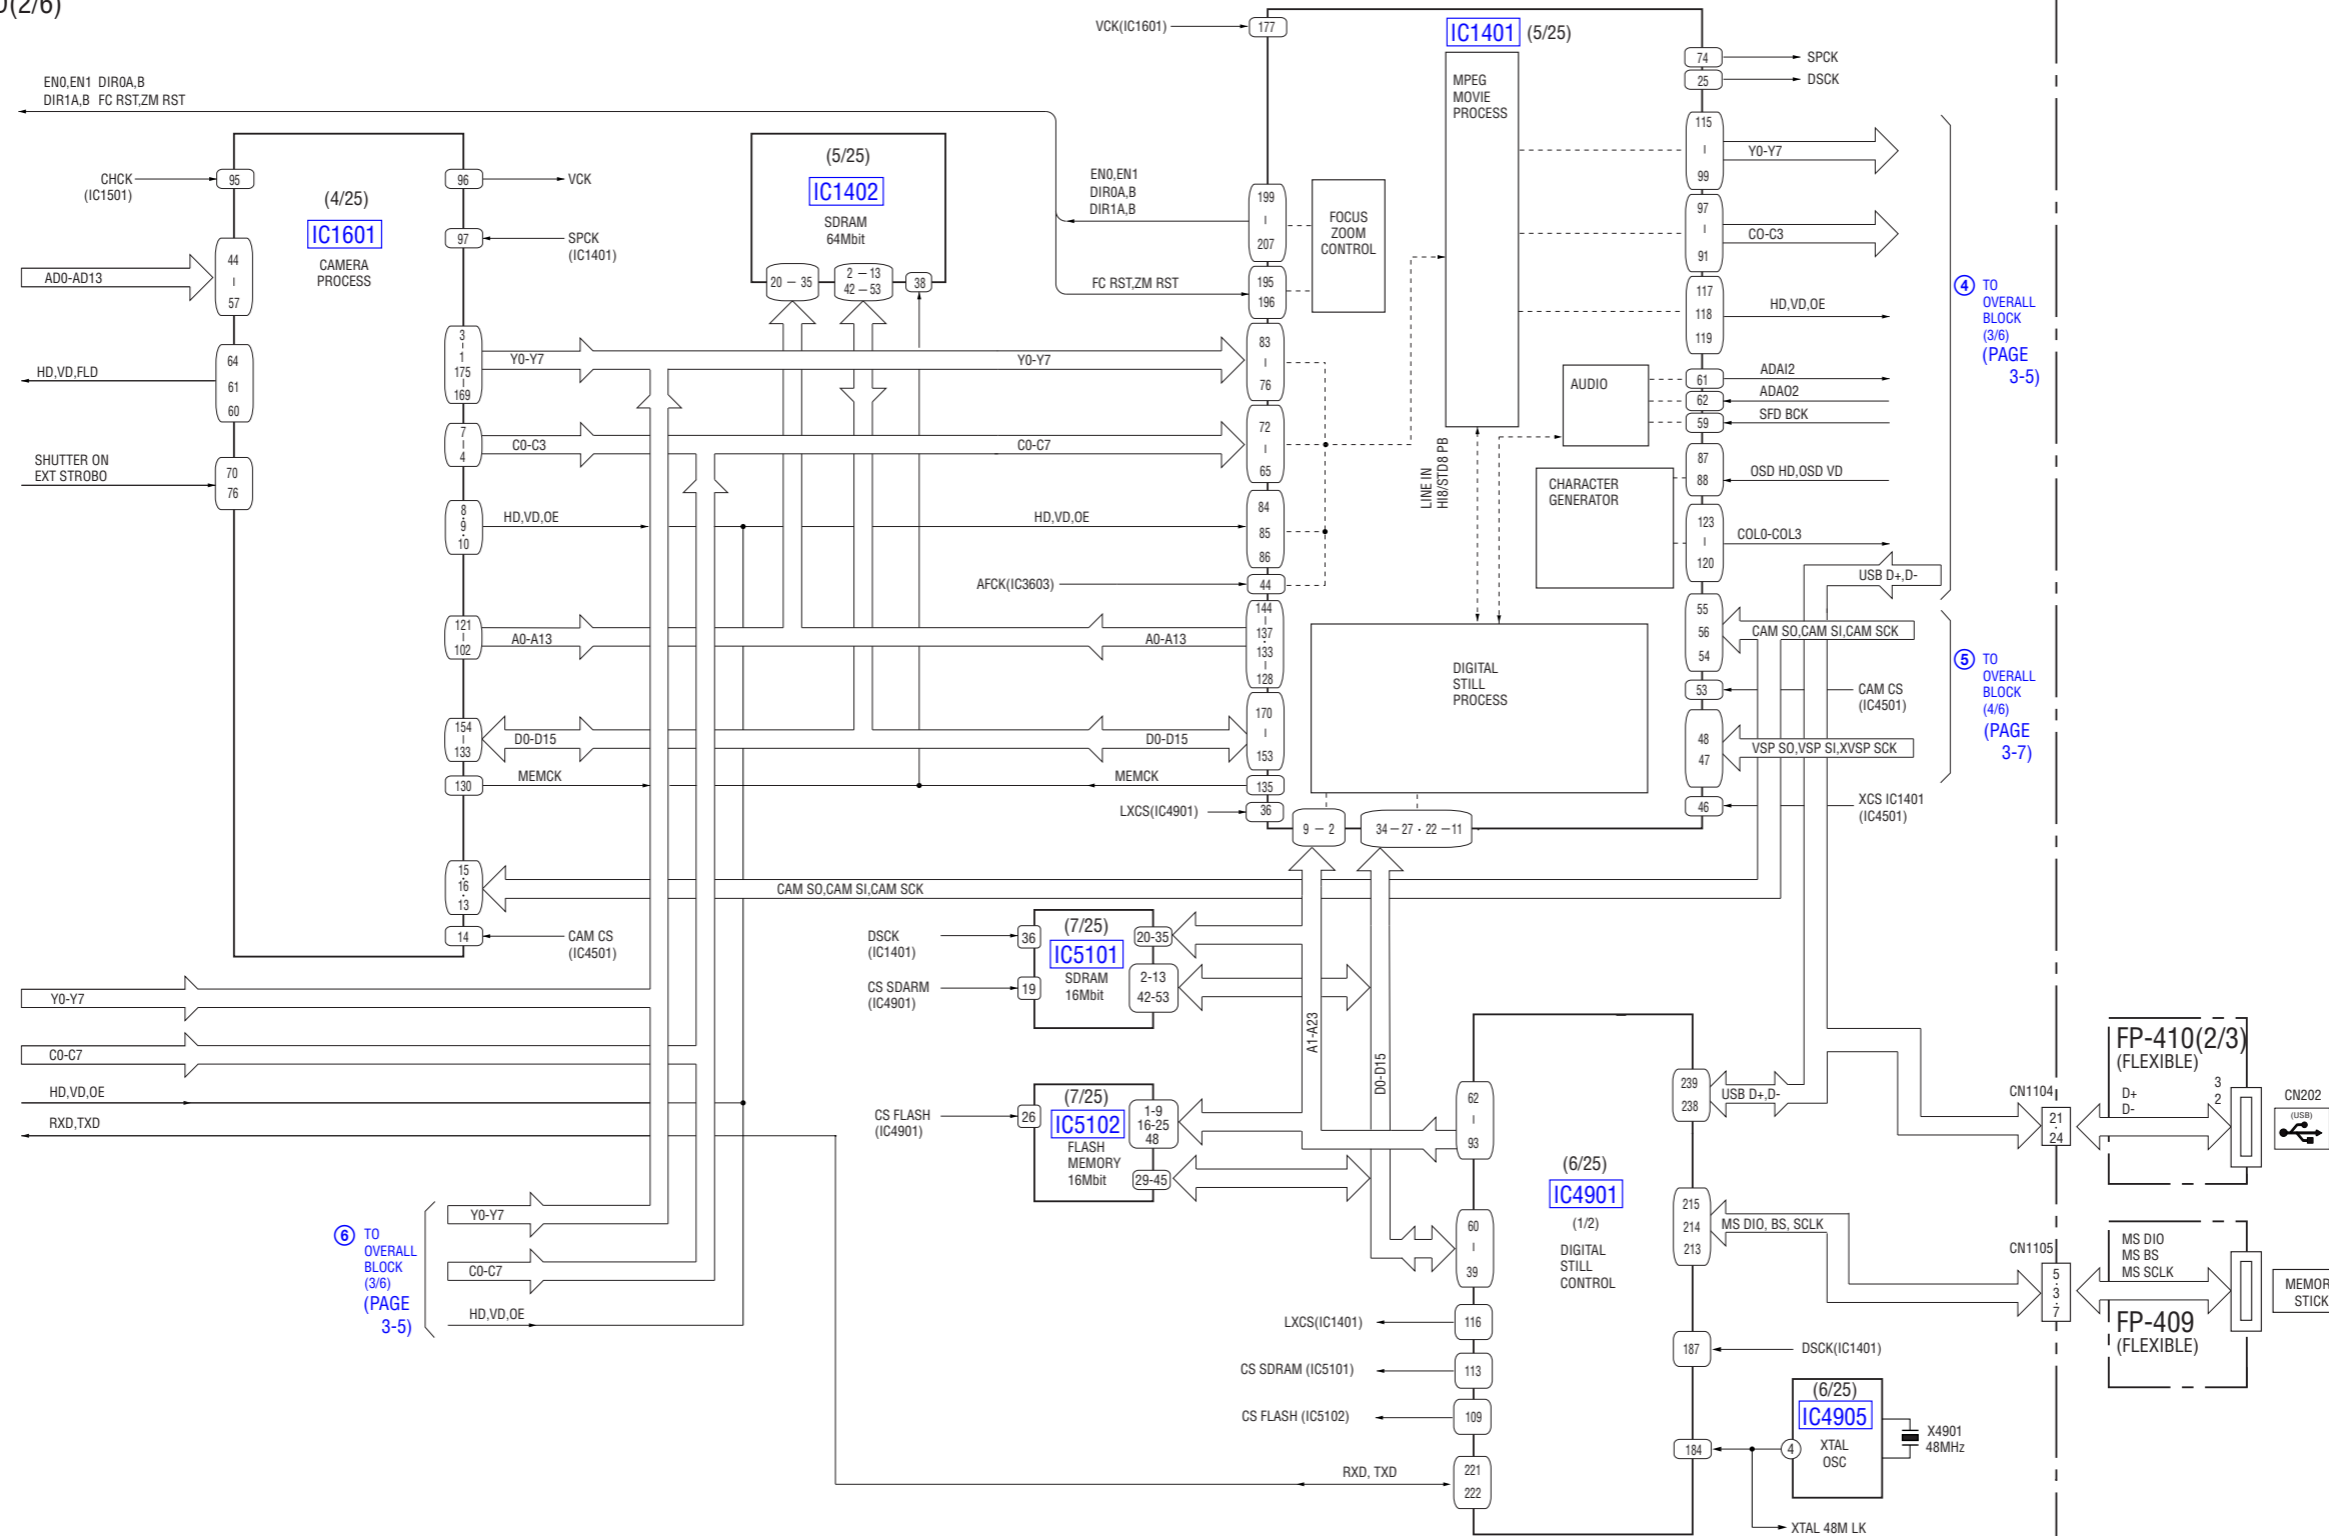 (2/6)
EN0,EN1 DIR0A,B
DIR1A,B FC RST,ZM RST
CHCK
(IC1501)
95
AD0-AD13
44
57
HD,VD,FLD
64
61
60
SHUTTER ON
EXT STROBO
70
76
(4/25)
IC1601
CAMERA
PROCESS
96
VCK
97
SPCK
(IC1401)
3
1
175
169
Y0-Y7
Y0-Y7
7
4
C0-C3
C0-C7
8
9
10
HD,VD,OE
HD,VD,OE
121
102
A0-A13
A0-A13
154
133
D0-D15
D0-D15
130
MEMCK
MEMCK
15
16
13
CAM SO,CAM SI,CAM SCK
14
CAM CS
(IC4501)
(5/25)
IC1402
SDRAM
64Mbit
20 – 35
2 – 13
42 – 53
38
VCK(IC1601)
177
IC1401 (5/25)
EN0,EN1
DIR0A,B
DIR1A,B
199
207
FC RST,ZM RST
195
196
FOCUS
ZOOM
CONTROL
83
76
72
65
84
85
86
AFCK(IC3603)
44
144
137
133
128
170
153
135
LXCS(IC4901)
36
9 – 2
34 – 27 · 22 – 11
MPEG
MOVIE
PROCESS
LINE IN
HI8/STD8 PB
AUDIO
CHARACTER
GENERATOR
DIGITAL
STILL
PROCESS
74
SPCK
25
DSCK
115
99
Y0-Y7
97
91
CO-C3
117
118
119
HD,VD,OE
61
ADAI2
62
ADAO2
59
SFD BCK
87
88
OSD HD,OSD VD
123
120
COL0-COL3
USB D+,D-
55
56
54
CAM SO,CAM SI,CAM SCK
53
CAM CS
(IC4501)
48
47
VSP SO,VSP SI,XVSP SCK
46
XCS IC1401
(IC4501)
4 TO
OVERALL
BLOCK
(3/6)
(PAGE
3-5)
5 TO
OVERALL
BLOCK
(4/6)
(PAGE
3-7)
DSCK
(IC1401)
36
CS SDARM
(IC4901)
19
(7/25)
IC5101
SDRAM
16Mbit
20-35
2-13
42-53
CS FLASH
(IC4901)
26
(7/25)
IC5102
FLASH
MEMORY
16Mbit
1-9
16-25
48
29-45
A1-A23
D0-D15
Y0-Y7
C0-C7
HD,VD,OE
RXD,TXD
6 TO
OVERALL
BLOCK
(3/6)
(PAGE
3-5)
Y0-Y7
C0-C7
HD,VD,OE
62
93
60
39
LXCS(IC1401)
116
CS SDRAM (IC5101)
113
CS FLASH (IC5102)
109
RXD, TXD
221
222
(6/25)
IC4901
(1/2)
DIGITAL
STILL
CONTROL
239
238
USB D+,D-
215
214
213
MS DIO, BS, SCLK
187
DSCK(IC1401)
184
4
(6/25)
IC4905
XTAL
OSC
X4901
48MHz
XTAL 48M LK
CN1104
21
24
FP-410(2/3)
(FLEXIBLE)
D+
D-
3
2
CN202
(USB)
CN1105
5
3
7
MS DIO
MS BS
MS SCLK
FP-409
(FLEXIBLE)
STICK